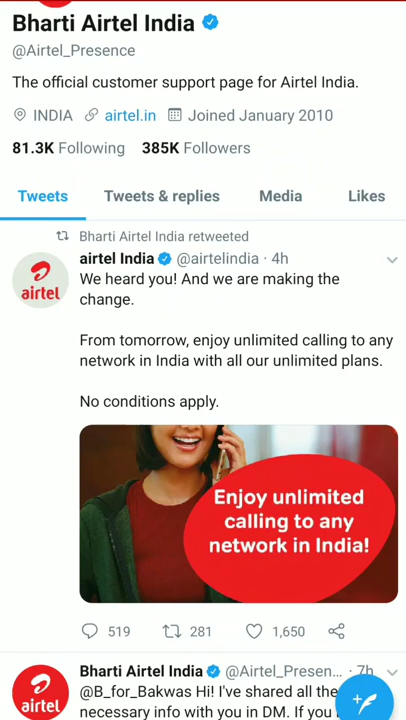 Bharti Airtel India
@Airtel_Presence
The official customer support page for Airtel India.
INDIA airtel.in Joined January 2010
81.3K Following 385K Followers
Tweets Tweets & replies Media Likes
Bharti Airtel India retweeted
airtel India @airtelindia · 4h
airtel
We heard you! And we are making the
change.
From tomorrow, enjoy unlimited calling to any
network in India with all our unlimited plans.
No conditions apply.
Enjoy unlimited
calling to any
network in India!
519 281 1,650
Bharti Airtel India @Airtel_Presen... · 7h
airtel
@B_for_Bakwas Hi! I've shared all the
necessary info with you in DM. If you